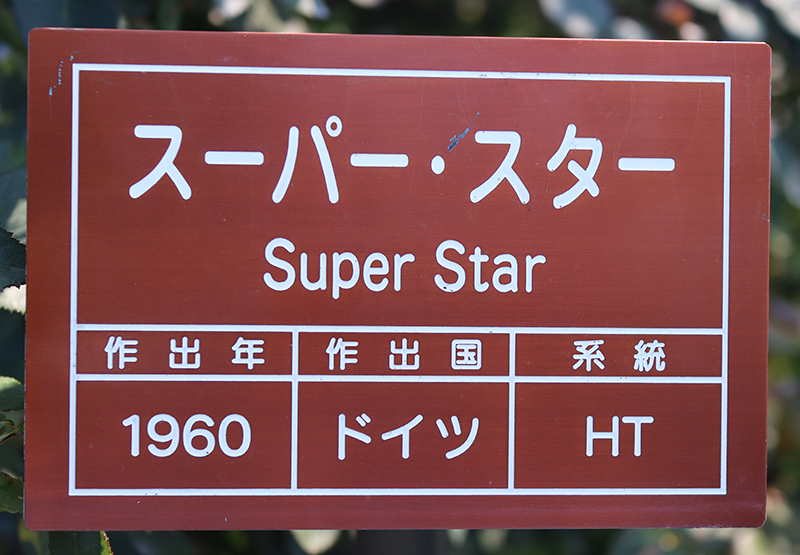 スーパー・スター
Super Star
作出年 作出国 系統
1960 ドイツ HT